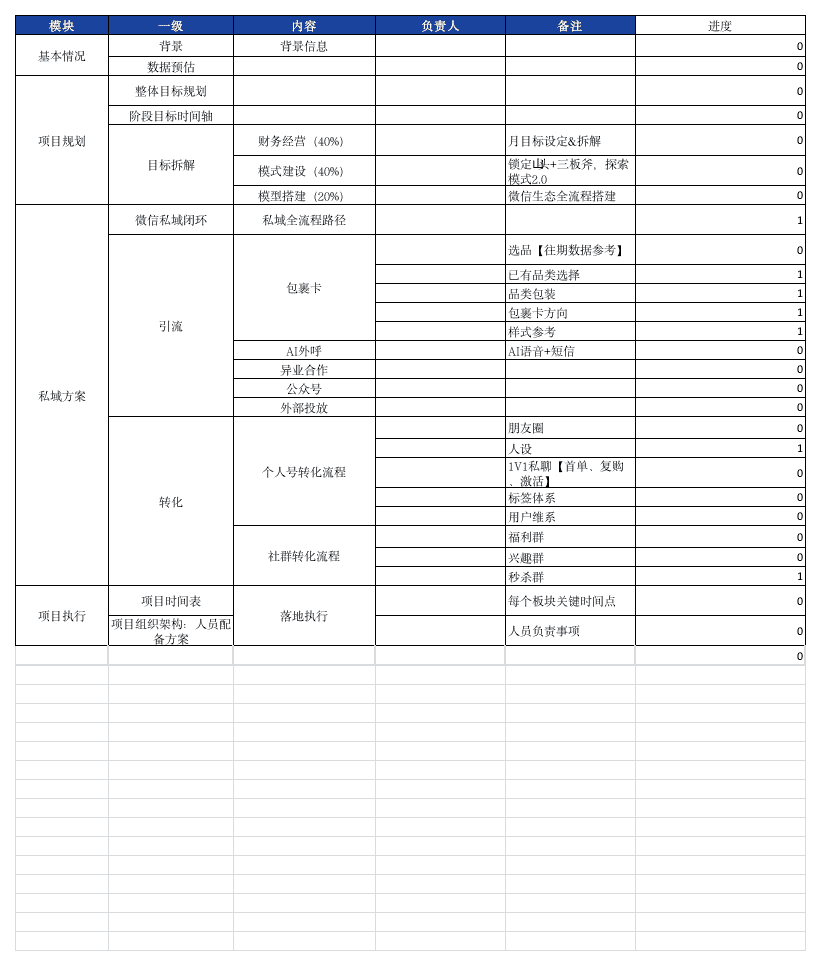 模块 一级 内容 负责人 备注 进度
基本情况 背景 背景信息 0
数据预估 0
项目规划 整体目标规划 0
阶段目标时间轴 0
目标拆解 财务经营（40%） 月目标设定&拆解 0
模式建设（40%） 锁定山头+三板斧，探索
模式2.0 0
模型搭建（20%） 微信生态全流程搭建 0
私域方案 微信私域闭环 私域全流程路径 1
引流 包裹卡 选品【往期数据参考】 0
已有品类选择 1
品类包装 1
包裹卡方向 1
样式参考 1
AI外呼 AI语音+短信 0
异业合作 0
公众号 0
外部投放 0
转化 个人号转化流程 朋友圈 0
人设 1
1V1私聊【首单、复购
、激活】 0
标签体系 0
用户维系 0
社群转化流程 福利群 0
兴趣群 0
秒杀群 1
项目执行 项目时间表 落地执行 每个板块关键时间点 0
项目组织架构：人员配
备方案 人员负责事项 0
0